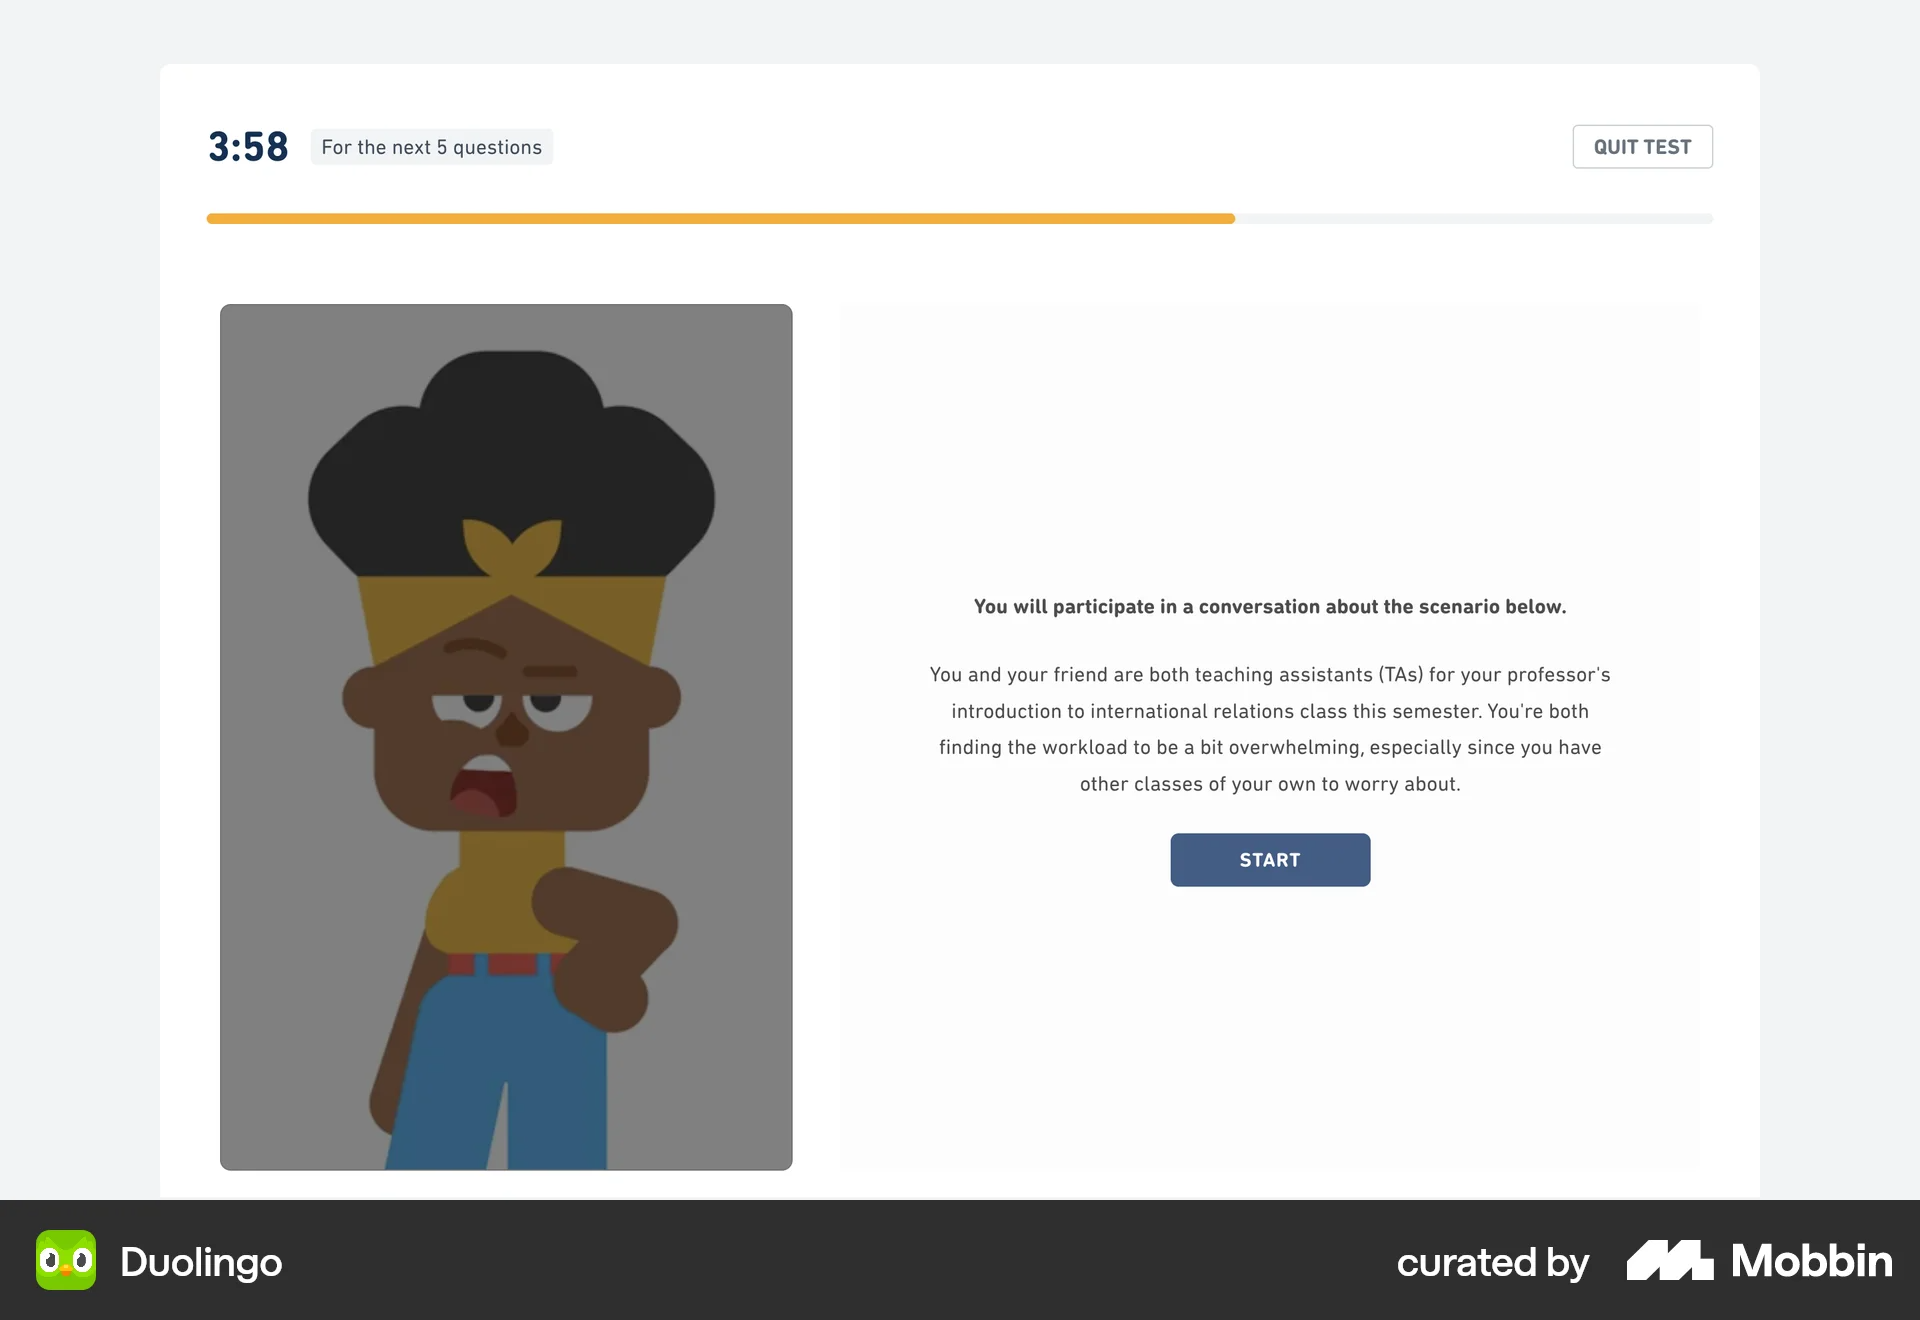 3:58
For the next 5 questions
QUIT TEST
You will participate in a conversation about the scenario below.
You and your friend are both teaching assistants (TAs) for your professor's
introduction to international relations class this semester. You're both
finding the workload to be a bit overwhelming, especially since you have
other classes of your own to worry about.
START
Duolingo
curated by
Mobbin